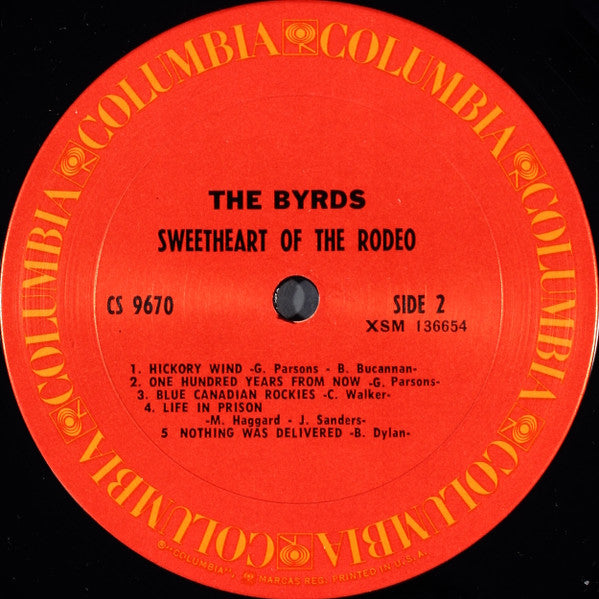 COLUMBIA COLUMBIA COLUMBIA COLUMBIA COLUMBIA COLUMBIA
THE BYRDS
SWEETHEART OF THE RODEO
CS 9670
SIDE 2
XSM 136654
1. HICKORY WIND -G. Parsons - B. Bucannan-
2. ONE HUNDRED YEARS FROM NOW -G. Parsons-
3. BLUE CANADIAN ROCKIES -C. Walker-
4. LIFE IN PRISON
-M. Haggard - J. Sanders-
5 NOTHING WAS DELIVERED -B. Dylan-
®"COLUMBIA", MARCAS REG. PRINTED IN U.S.A.